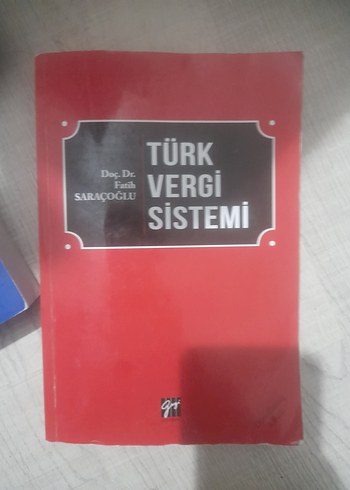 Doç. Dr.
Fatih
SARAÇOĞLU
TÜRK
VERGİ
SİSTEMİ